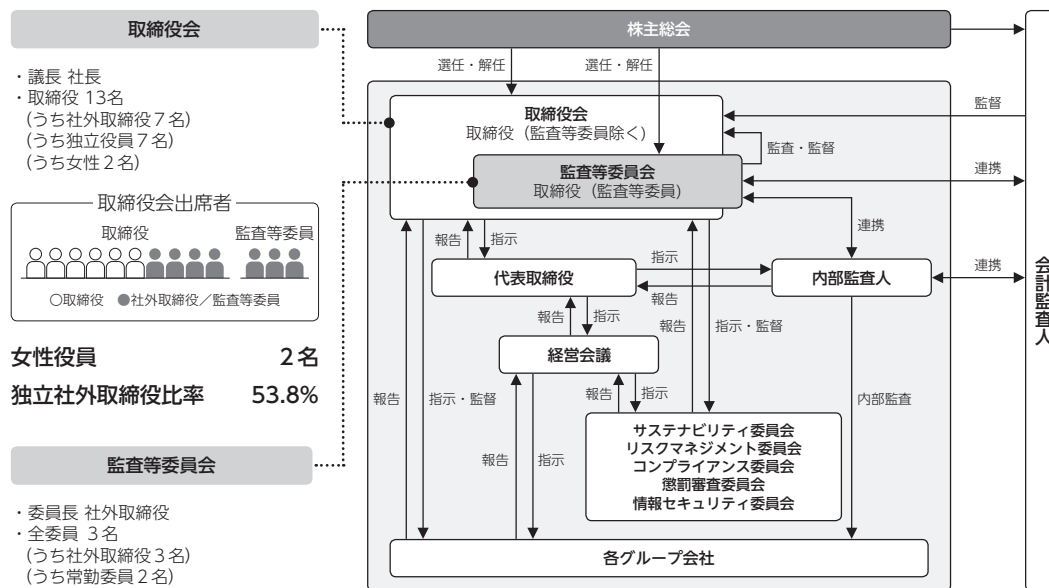 取締役会
・議長 社長
・取締役 13名
(うち社外取締役7名)
(うち独立役員7名)
(うち女性2名)
取締役会出席者
取締役 監査等委員
○取締役 ●社外取締役／監査等委員
女性役員 2名
独立社外取締役比率 53.8%
監査等委員会
・委員長 社外取締役
・全委員 3名
(うち社外取締役3名)
(うち常勤委員2名)
株主総会
選任・解任 選任・解任
取締役会
取締役（監査等委員除く）
監督
監査・監督
監査等委員会
取締役（監査等委員）
連携
報告 指示
連携
代表取締役
指示
報告
内部監査人
連携
会計監査人
報告 指示
報告 指示・監督
経営会議
報告 指示・監督
報告 指示
内部監査
サステナビリティ委員会
リスクマネジメント委員会
コンプライアンス委員会
懲罰審査委員会
情報セキュリティ委員会
報告 指示
各グループ会社